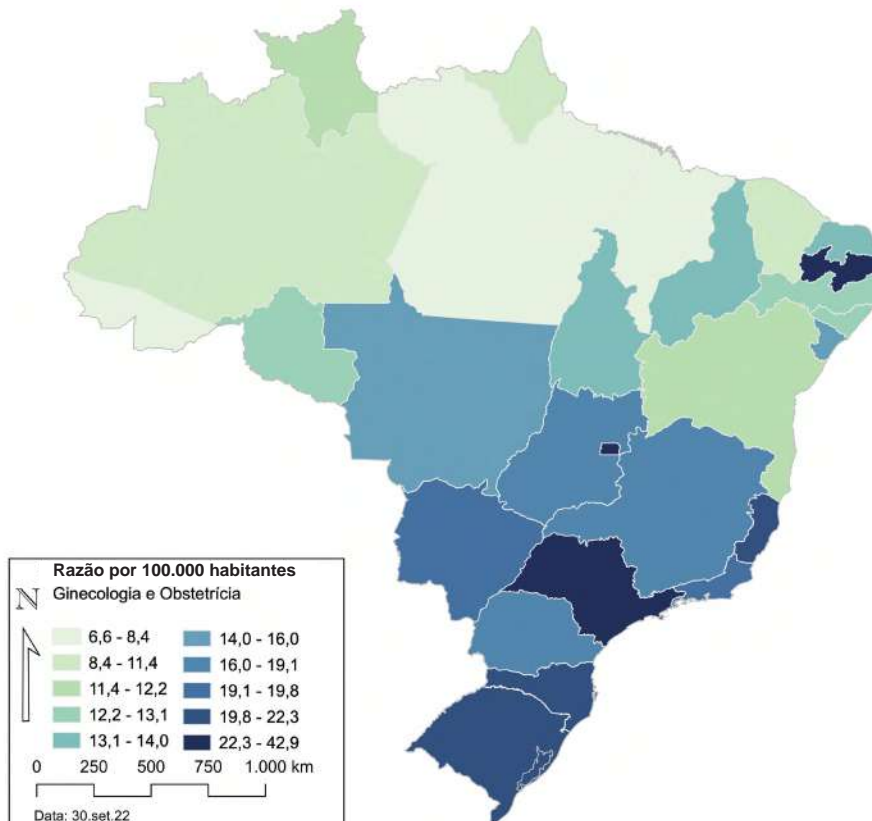 Razão por 100.000 habitantes
N Ginecologia e Obstetrícia
6,6 - 8,4
8,4 - 11,4
11,4 - 12,2
12,2 - 13,1
13,1 - 14,0
14,0 - 16,0
16,0 - 19,1
19,1 - 19,8
19,8 - 22,3
22,3 - 42,9
0 250 500 750 1.000 km
Data: 30.set.22